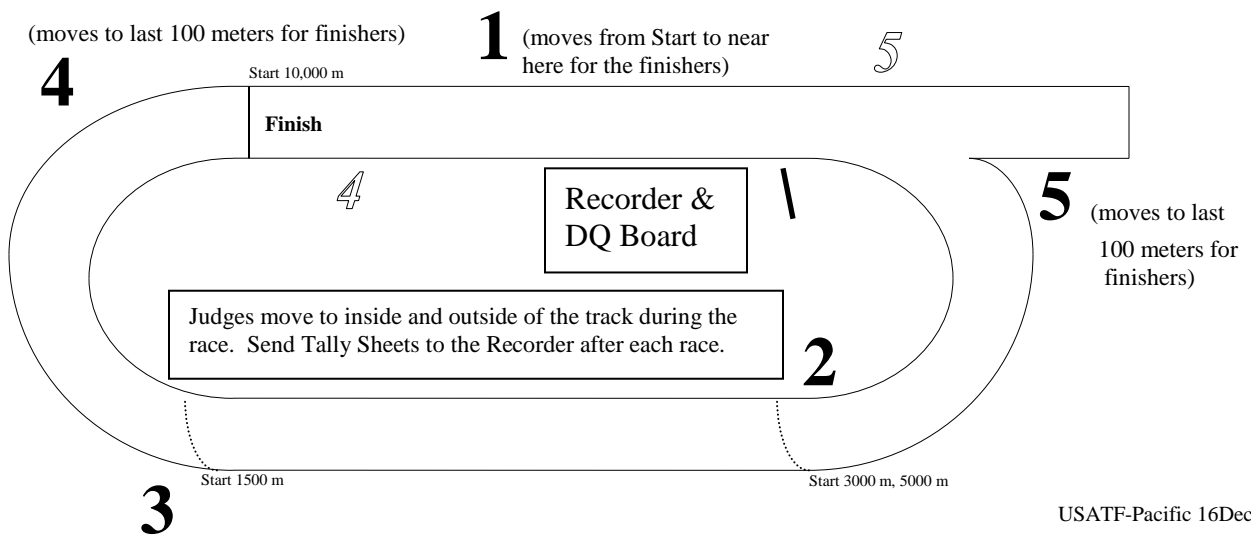 (moves to last 100 meters for finishers)
4
1
(moves from Start to near
here for the finishers)
5
Start 10,000 m
Finish
4
Recorder &
DQ Board
5
(moves to last
100 meters for
finishers)
Judges move to inside and outside of the track during the
race.  Send Tally Sheets to the Recorder after each race.
2
Start 1500 m
Start 3000 m, 5000 m
3
USATF-Pacific 16Dec